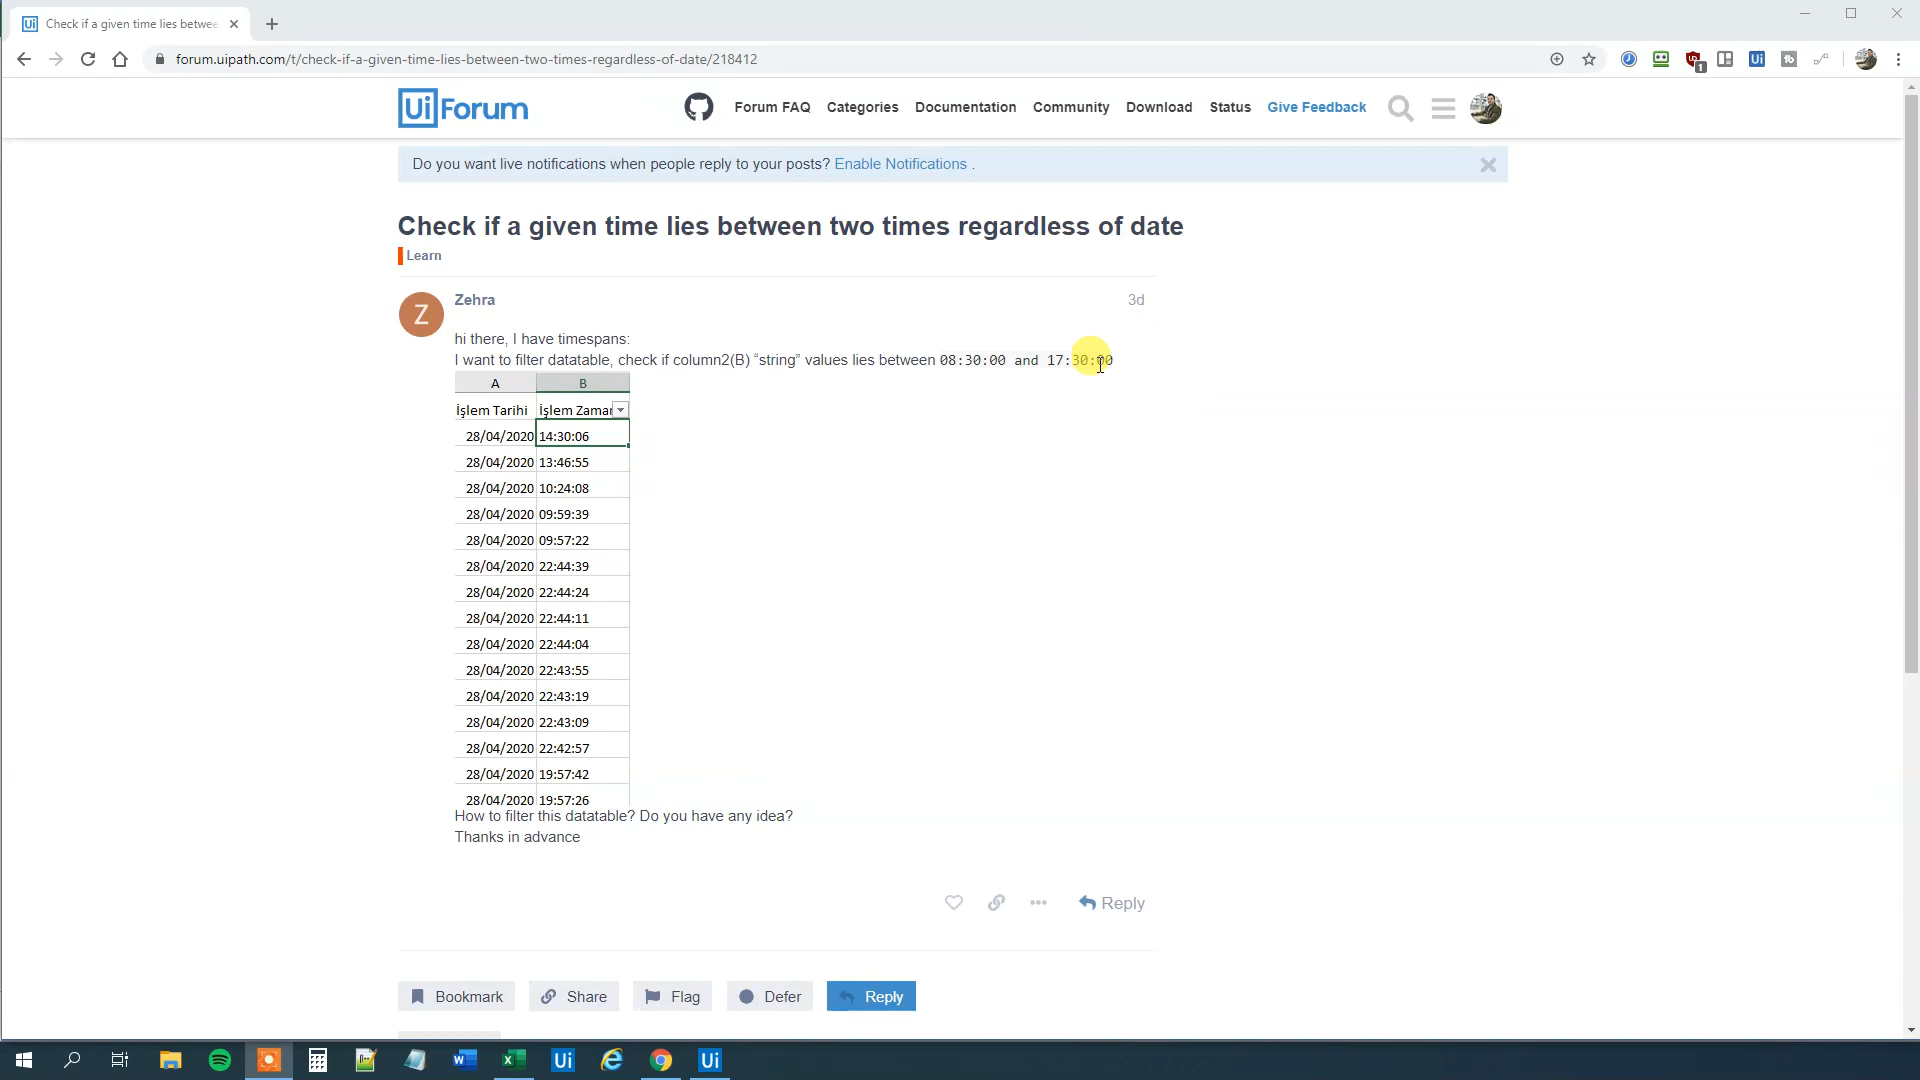 Check if a given time lies betwee
forum.uipath.com/t/check-if-a-given-time-lies-between-two-times-regardless-of-date/218412
1
Ui
Ui Forum
Forum FAQ Categories Documentation Community Download Status Give Feedback
Do you want live notifications when people reply to your posts? Enable Notifications .
Check if a given time lies between two times regardless of date
Learn
Z
Zehra
3d
hi there, I have timespans:
I want to filter datatable, check if column2(B) “string” values lies between 08:30:00 and 17:30:00
A B
İşlem Tarihi İşlem Zamar
28/04/2020 14:30:06
28/04/2020 13:46:55
28/04/2020 10:24:08
28/04/2020 09:59:39
28/04/2020 09:57:22
28/04/2020 22:44:39
28/04/2020 22:44:24
28/04/2020 22:44:11
28/04/2020 22:44:04
28/04/2020 22:43:55
28/04/2020 22:43:19
28/04/2020 22:43:09
28/04/2020 22:42:57
28/04/2020 19:57:42
28/04/2020 19:57:26
How to filter this datatable? Do you have any idea?
Thanks in advance
Reply
Bookmark Share Flag Defer Reply
Ui Ui